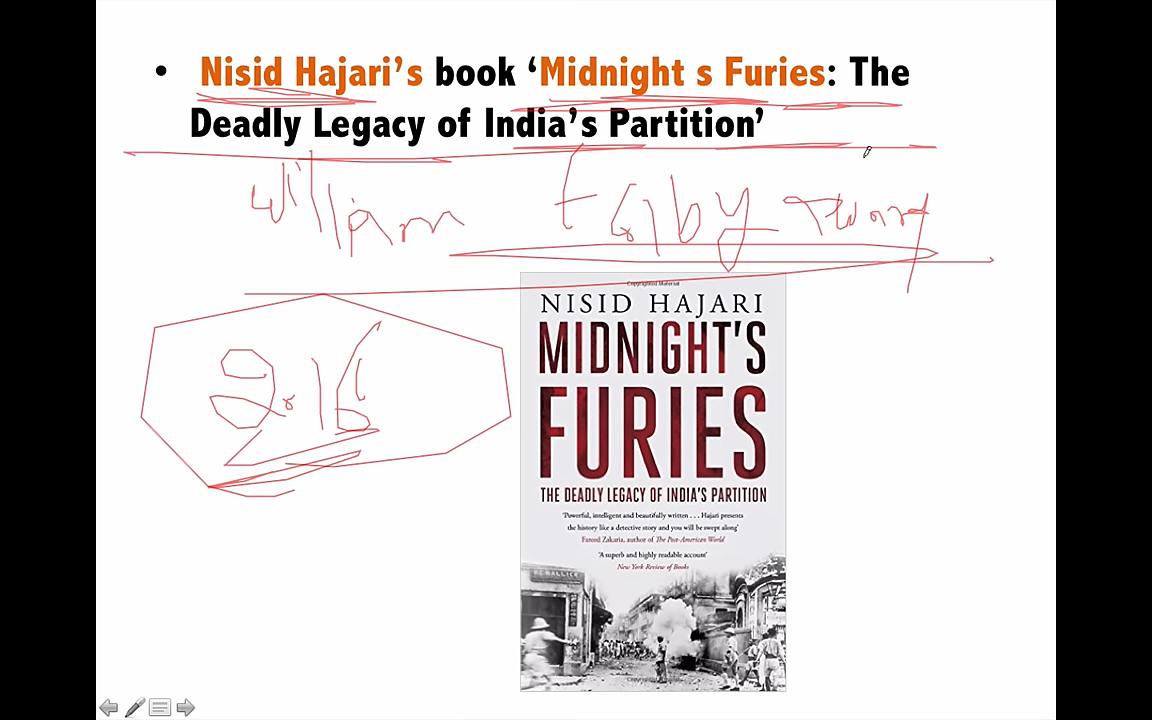 • Nisid Hajari's book ‘Midnight s Furies: The
Deadly Legacy of India's Partition’
william
2016
Copyrighted Material
NISID HAJARI
MIDNIGHT'S
FURIES
THE DEADLY LEGACY OF INDIA'S PARTITION
‘Powerful, intelligent and beautifully written . . . Hajari presents
the history like a detective story and you will be swept along’
Fareed Zakaria, author of The Post-American World
‘A superb and highly readable account’
New York Review of Books